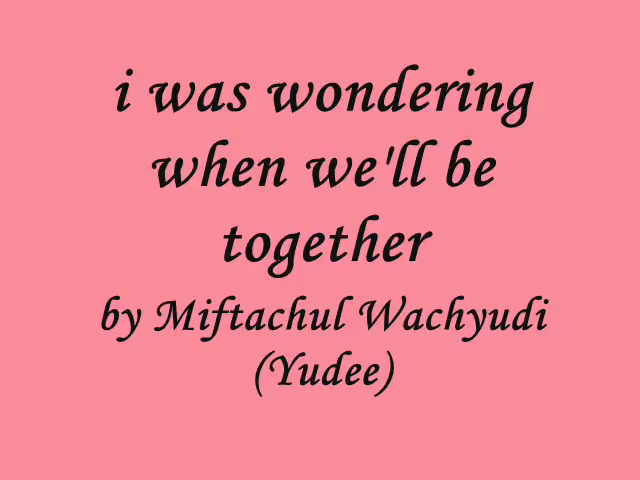 i was wondering
when we'll be
together
by Miftachul Wachyudi
(Yudee)